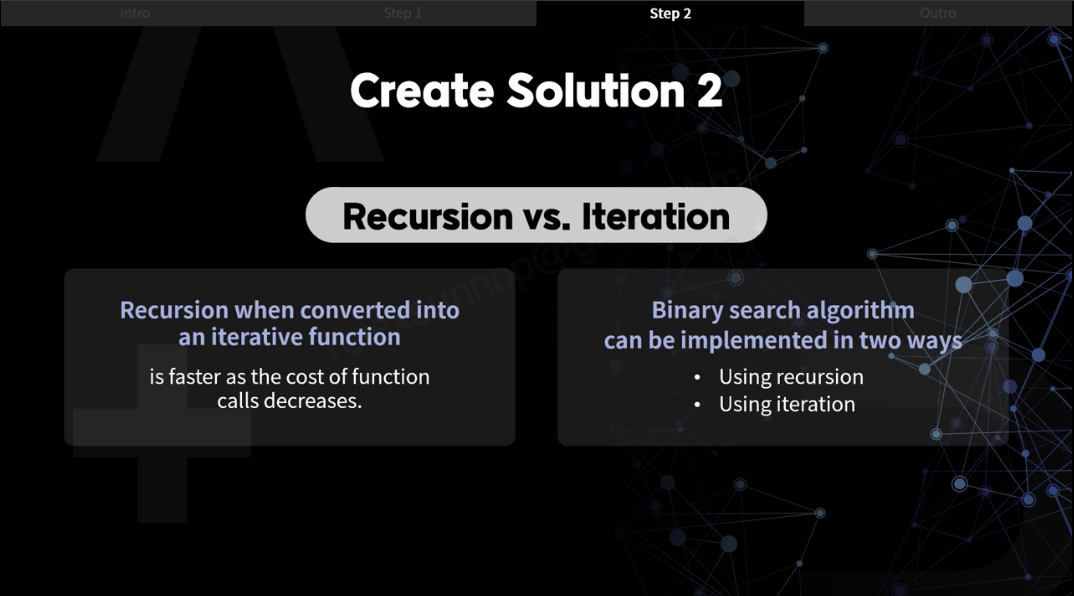 Intro
Step 1
Step 2
Outro
Create Solution 2
Recursion vs. Iteration
Recursion when converted into
an iterative function
is faster as the cost of function
calls decreases.
Binary search algorithm
can be implemented in two ways
• Using recursion
• Using iteration